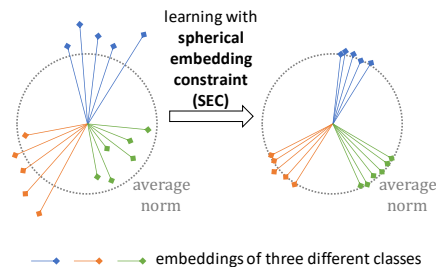 learning with
spherical
embedding
constraint
(SEC)
average
norm
average
norm
embeddings of three different classes